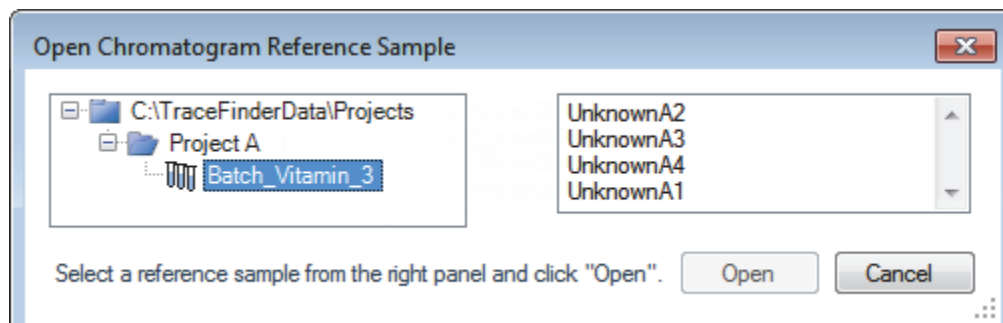 Open Chromatogram Reference Sample
C:\TraceFinderData\Projects
Project A
Batch_Vitamin_3
UnknownA2
UnknownA3
UnknownA4
UnknownA1
Select a reference sample from the right panel and click "Open".
Open
Cancel